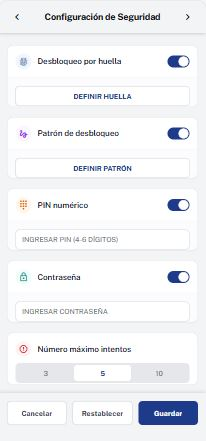 Configuración de Seguridad
Desbloqueo por huella
DEFINIR HUELLA
Patrón de desbloqueo
DEFINIR PATRÓN
PIN numérico
INGRESAR PIN (4-6 DÍGITOS)
Contraseña
INGRESAR CONTRASEÑA
Número máximo intentos
3 5 10
Cancelar Restablecer Guardar